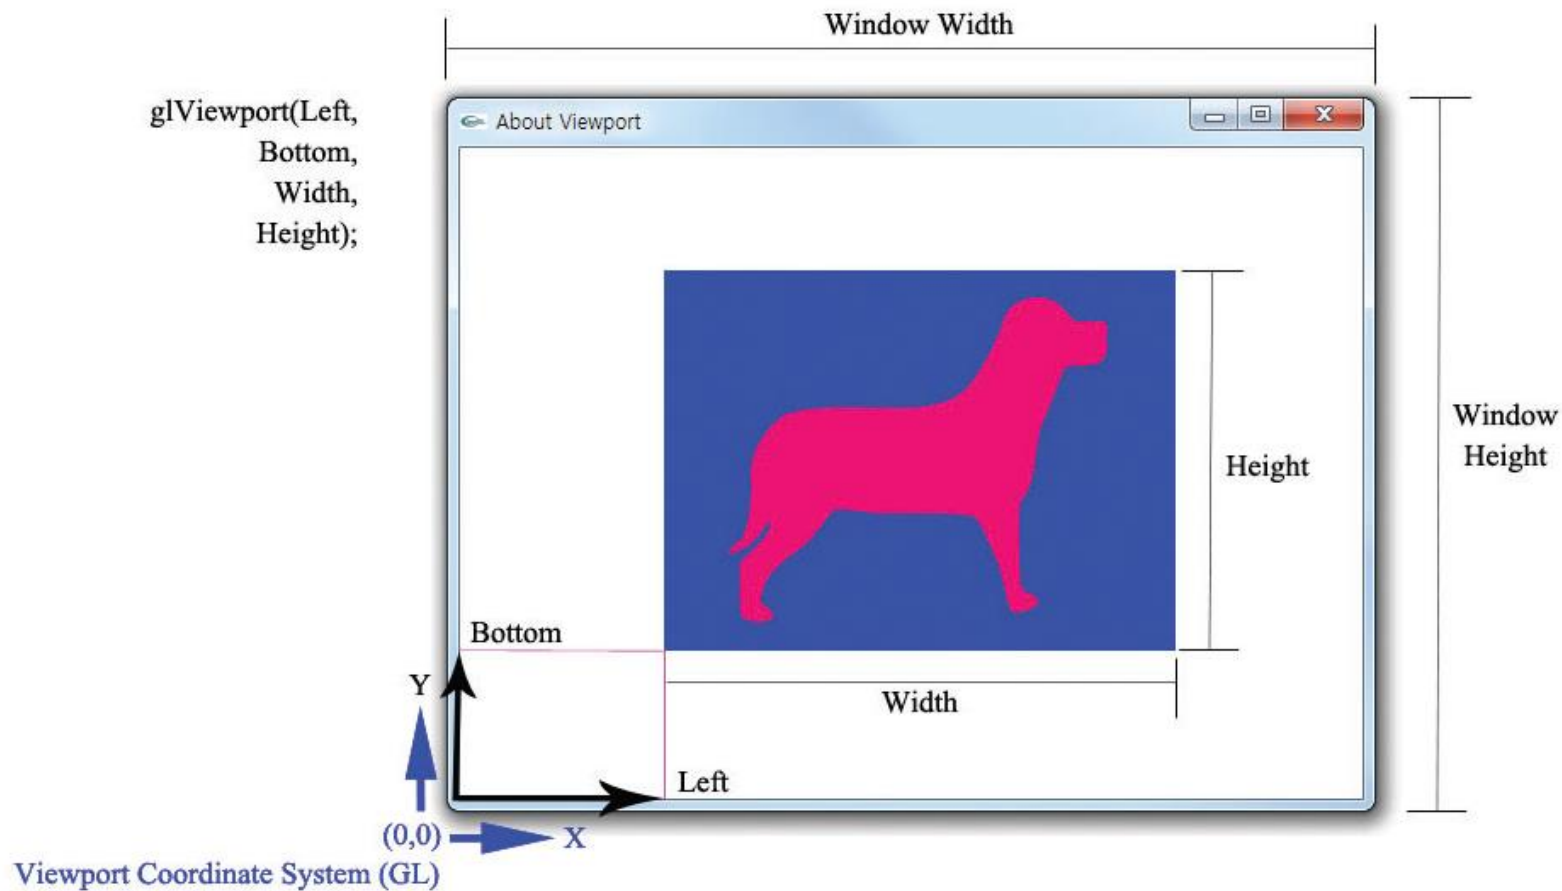 Window Width
glViewport(Left,
Bottom,
Width,
Height);
About Viewport
Window
Height
Height
Bottom
Width
Left
Y
(0,0)
X
Viewport Coordinate System (GL)